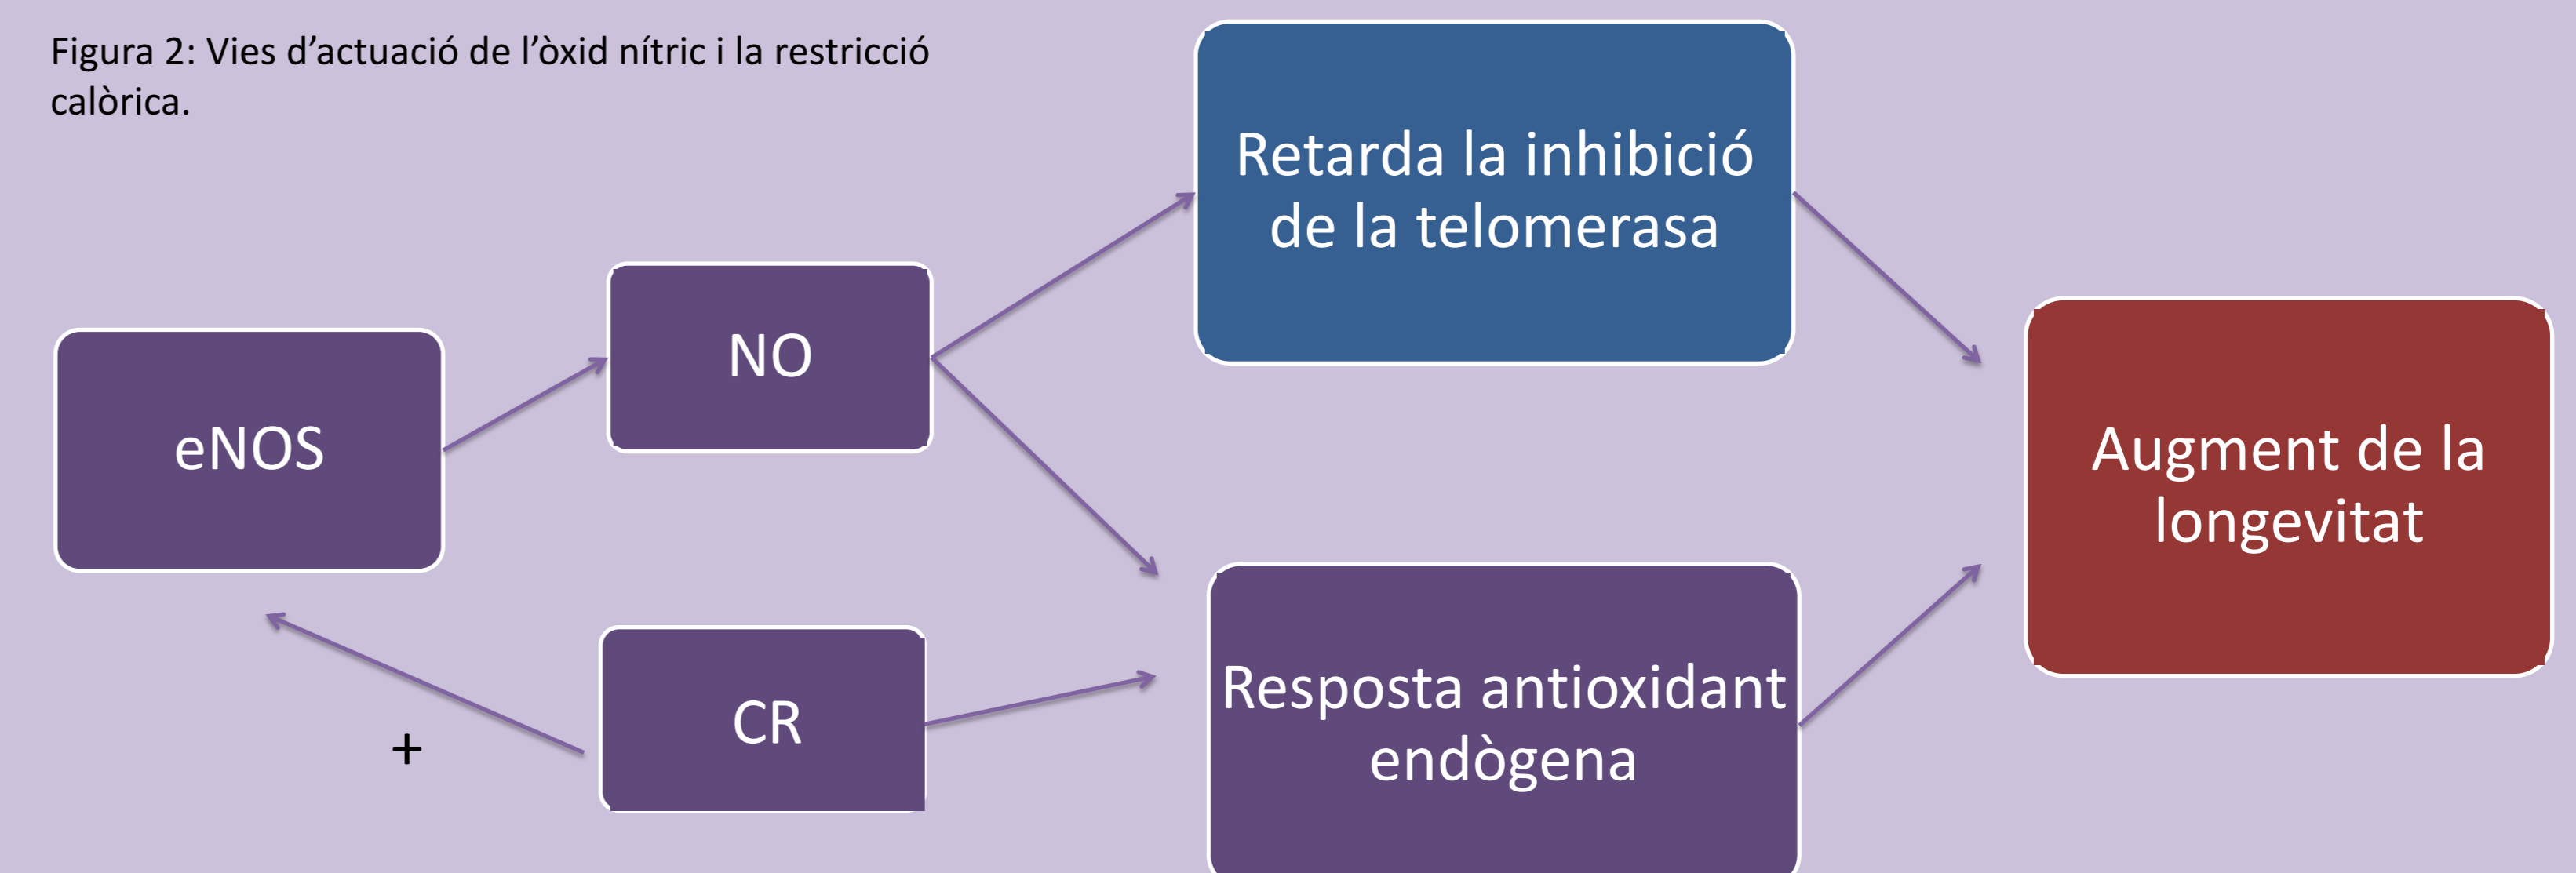 Figura 2: Vies d’actuació de l’òxid nítric i la restricció
calòrica.
Retarda la inhibició
de la telomerasa
NO
eNOS
Augment de la
longevitat
CR
+
Resposta antioxidant
endògena